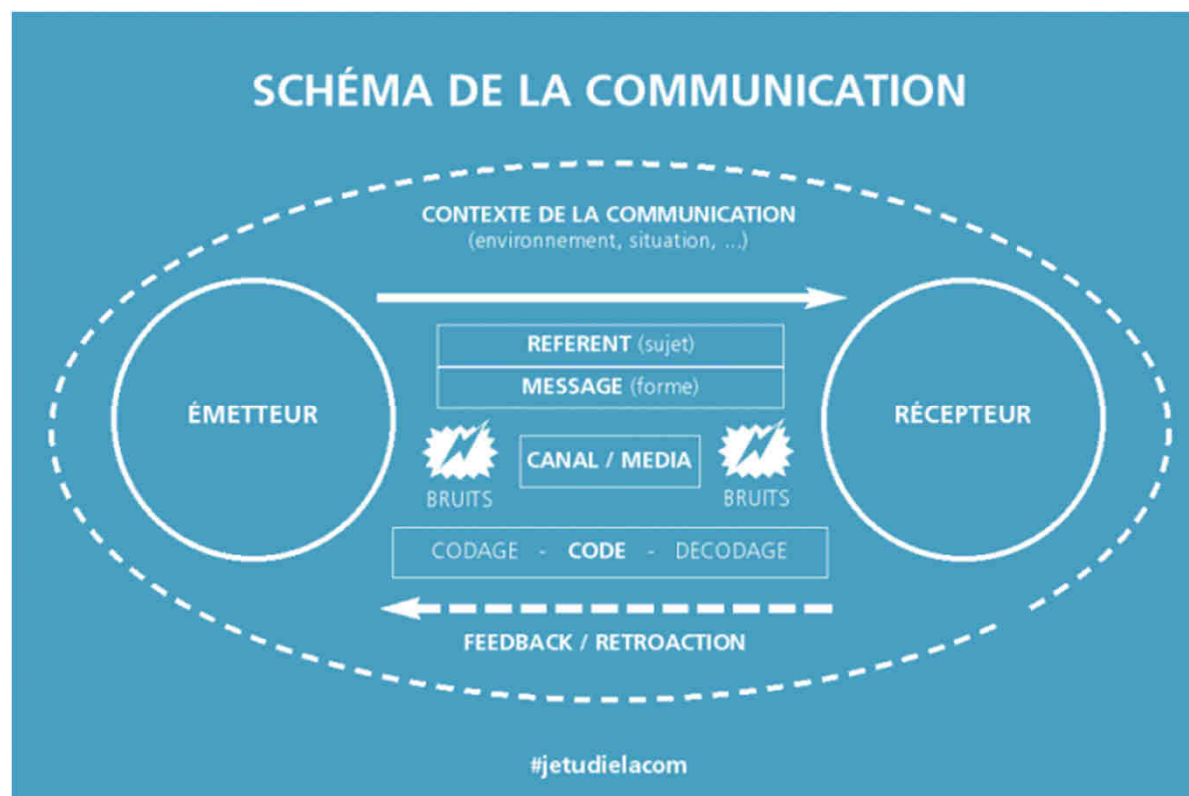 SCHÉMA DE LA COMMUNICATION
CONTEXTE DE LA COMMUNICATION
(environnement, situation, ...)
REFERENT (sujet)
MESSAGE (forme)
ÉMETTEUR
RÉCEPTEUR
CANAL / MEDIA
BRUITS
BRUITS
CODAGE - CODE - DECODAGE
FEEDBACK / RETROACTION
#jetudielacom